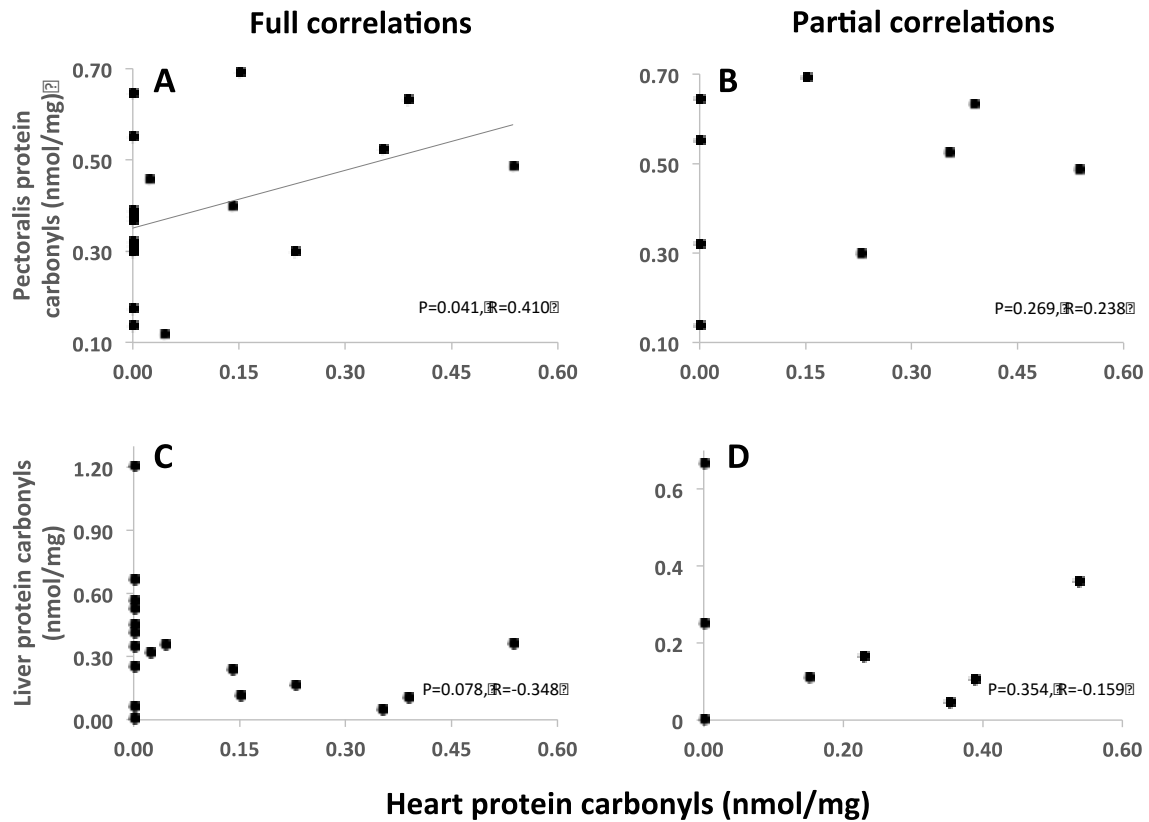 Full correlations
Partial correlations
A
B
Pectoralis protein
carbonyls (nmol/mg)
0.70
0.50
0.30
0.10
0.00 0.15 0.30 0.45 0.60
P=0.041, R=0.410
0.70
0.50
0.30
0.10
0.00 0.15 0.30 0.45 0.60
P=0.269, R=0.238
C
D
Liver protein carbonyls
(nmol/mg)
1.20
0.90
0.60
0.30
0.00
0.00 0.15 0.30 0.45 0.60
P=0.078, R=-0.348
0.6
0.4
0.2
0
0.00 0.20 0.40 0.60
P=0.354, R=-0.159
Heart protein carbonyls (nmol/mg)